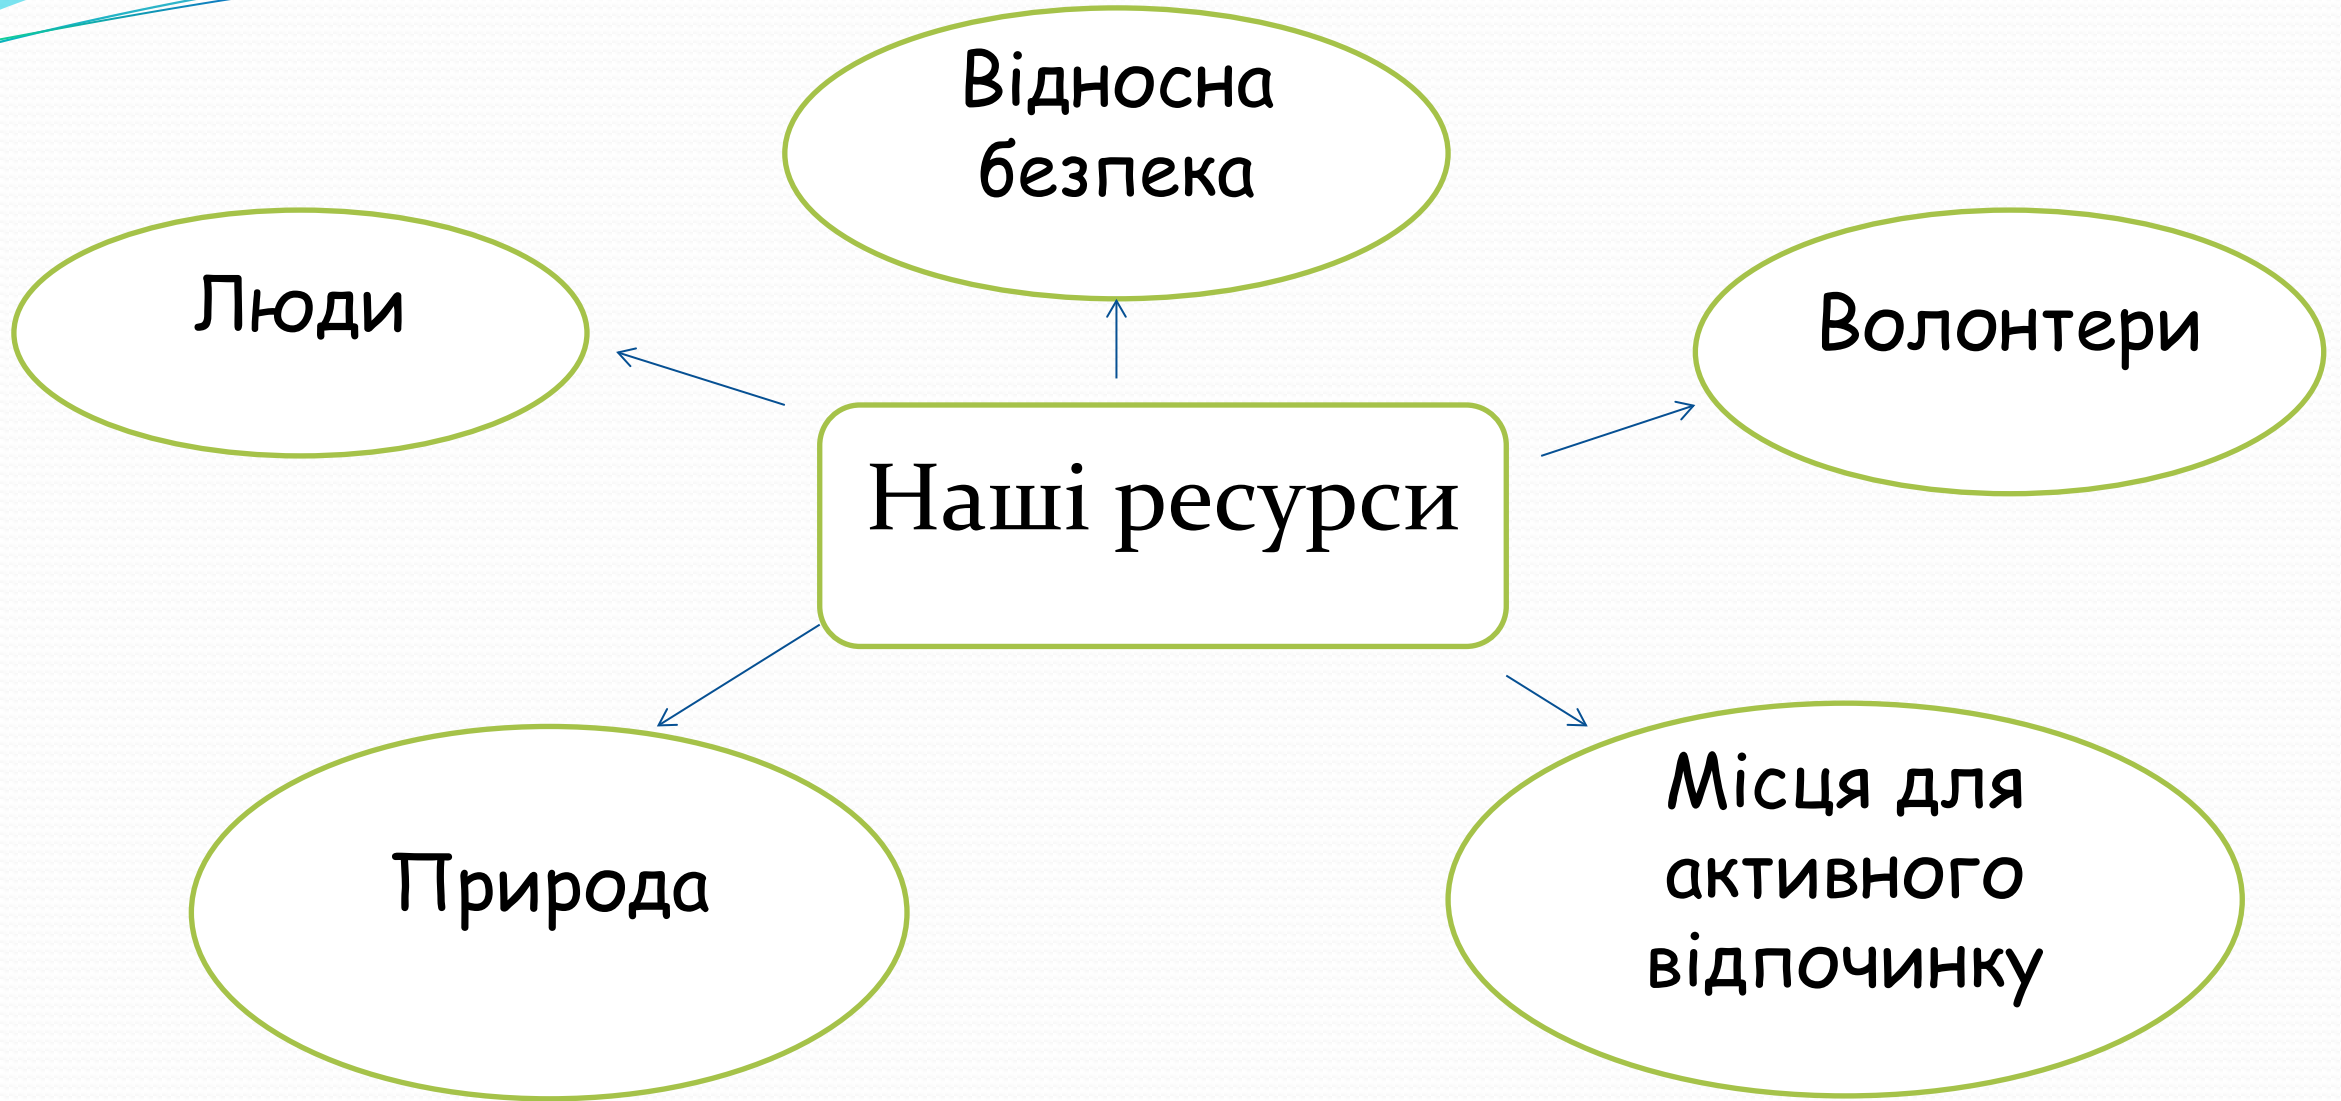 Відносна
безпека
Люди
Волонтери
Наші ресурси
Природа
Місця для
активного
відпочинку